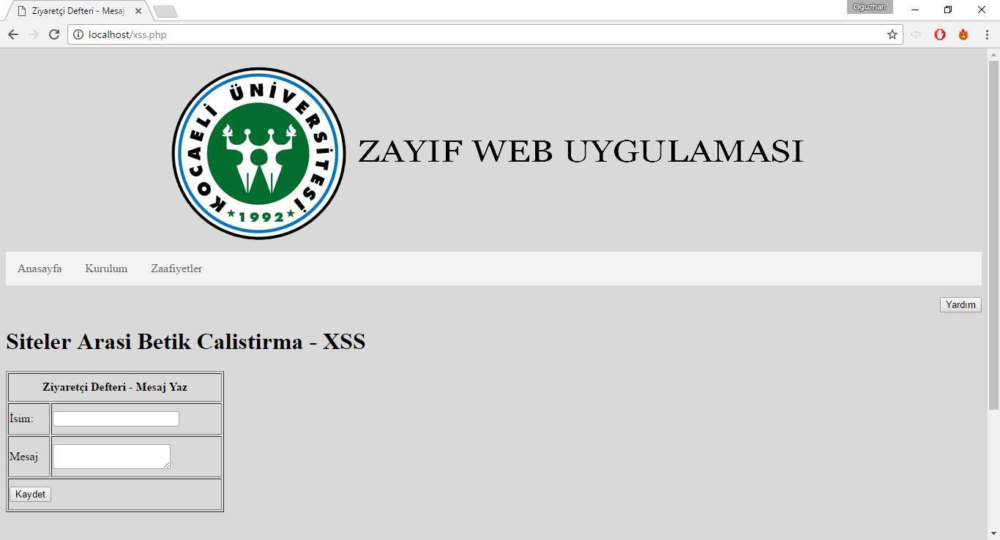 Ziyaretçi Defteri - Mesaj
Oğuzhan
localhost/xss.php
KOCAELİ ÜNİVERSİTESİ
1992
ZAYIF WEB UYGULAMASI
Anasayfa Kurulum Zaafiyetler
Yardım
Siteler Arasi Betik Calistirma - XSS
Ziyaretçi Defteri - Mesaj Yaz
İsim:
Mesaj
Kaydet